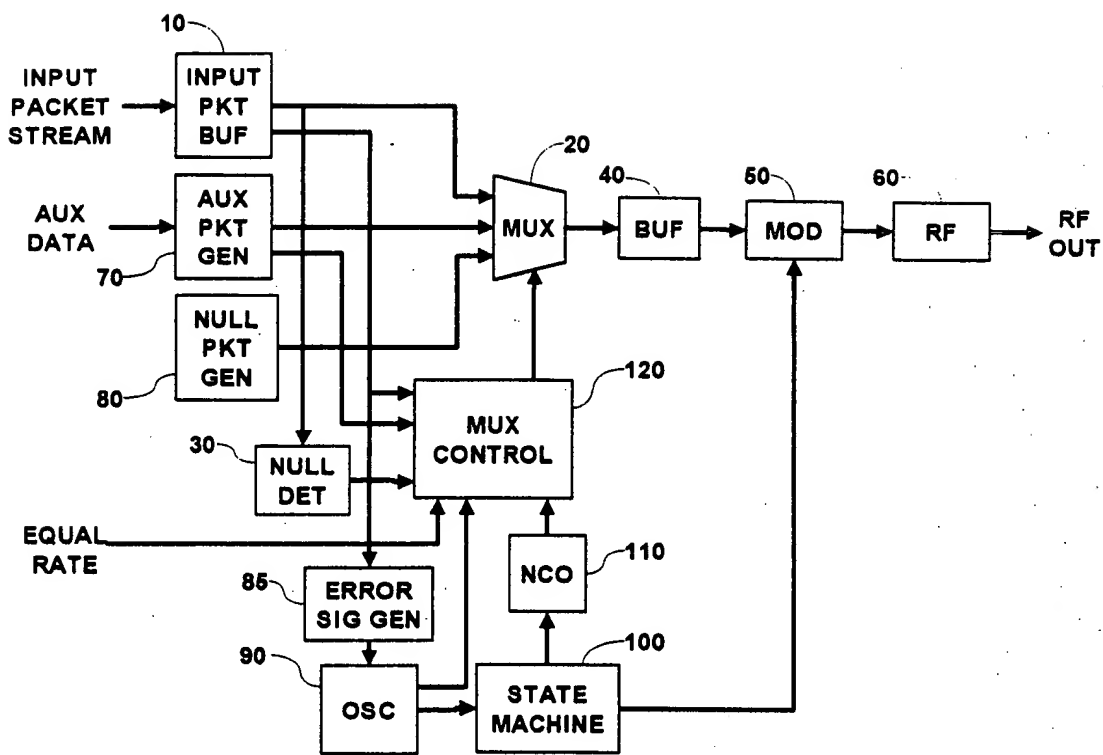 10
INPUT
PACKET
STREAM
INPUT
PKT
BUF
AUX
DATA
AUX
PKT
GEN
70
NULL
PKT
GEN
80
20
MUX
40
BUF
50
MOD
60
RF
RF
OUT
120
MUX
CONTROL
30
NULL
DET
EQUAL
RATE
85
ERROR
SIG GEN
110
NCO
90
OSC
100
STATE
MACHINE